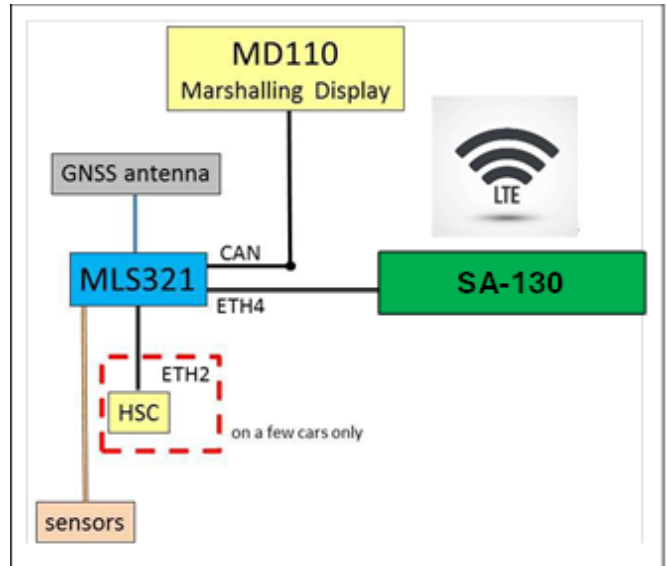 MD110
Marshalling Display
GNSS antenna
LTE
CAN
MLS321
SA-130
ETH4
ETH2
HSC
on a few cars only
sensors